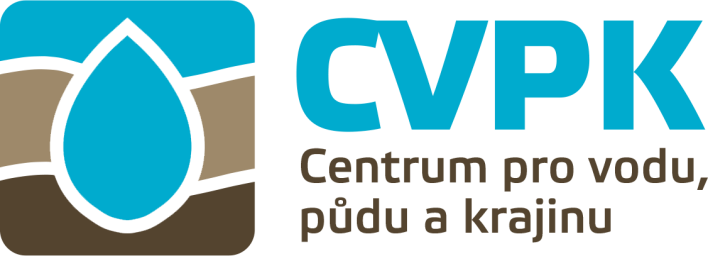 CVPK
Centrum pro vodu,
půdu a krajinu